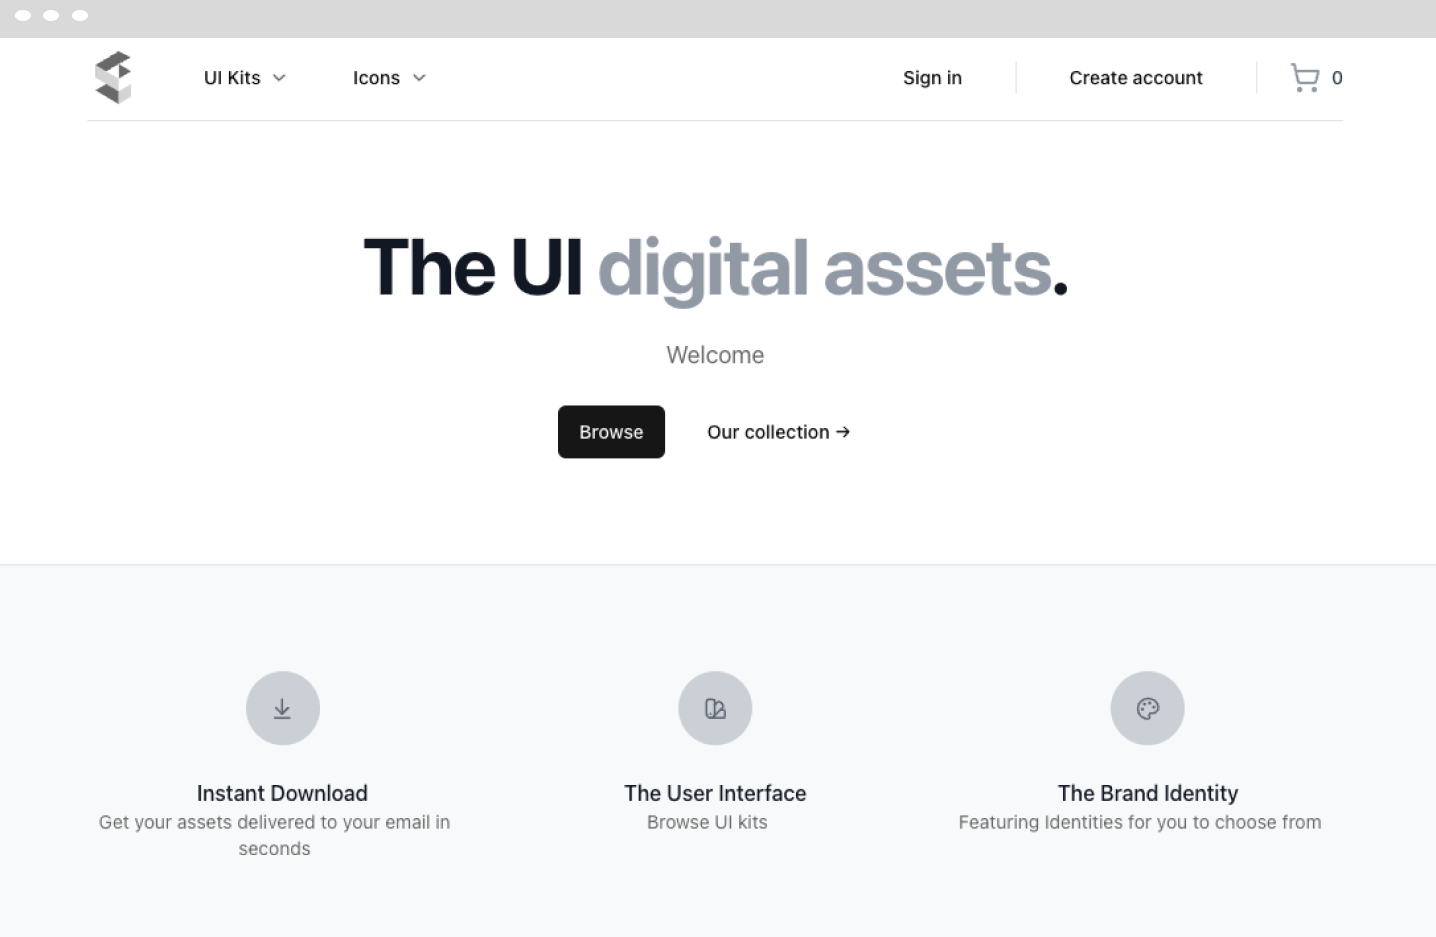 UI Kits Icons Sign in Create account 0
The UI digital assets.
Welcome
Browse Our collection →
Instant Download
Get your assets delivered to your email in
seconds
The User Interface
Browse UI kits
The Brand Identity
Featuring Identities for you to choose from